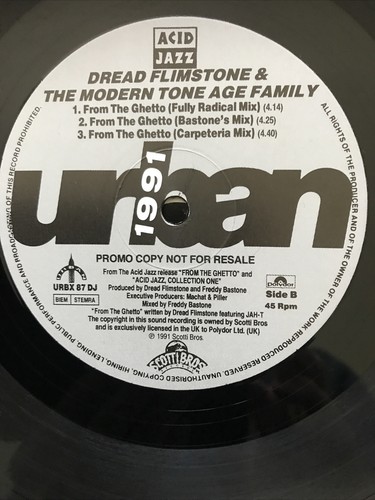 ACID
JAZZ
DREAD FLIMSTONE &
THE MODERN TONE AGE FAMILY
1. From The Ghetto (Fully Radical Mix) (4.14)
2. From The Ghetto (Bastone's Mix) (4.25)
3. From The Ghetto (Carpeteria Mix) (4.40)
urban
1991
PROMO COPY NOT FOR RESALE
From The Acid Jazz release "FROM THE GHETTO" and
"ACID JAZZ, COLLECTION ONE"
Produced by Dread Flimstone and Freddy Bastone
Executive Producers: Machat & Piller
Mixed by Freddy Bastone
"From The Ghetto" written by Dread Flimstone featuring JAH-T
The copyright in this sound recording is owned by Scotti Bros
and is exclusively licensed in the UK to Polydor Ltd. (UK)
℗ 1991 Scotti Bros
URBX 87 DJ
BIEM STEMRA
polydor
Side B
45 Rpm
SCOTTI BROS
ALL RIGHTS OF THE PRODUCER AND OF THE OWNER OF THE WORK REPRODUCED RESERVED. UNAUTHORISED COPYING, HIRING, LENDING, PUBLIC PERFORMANCE AND BROADCASTING OF THIS RECORD PROHIBITED.